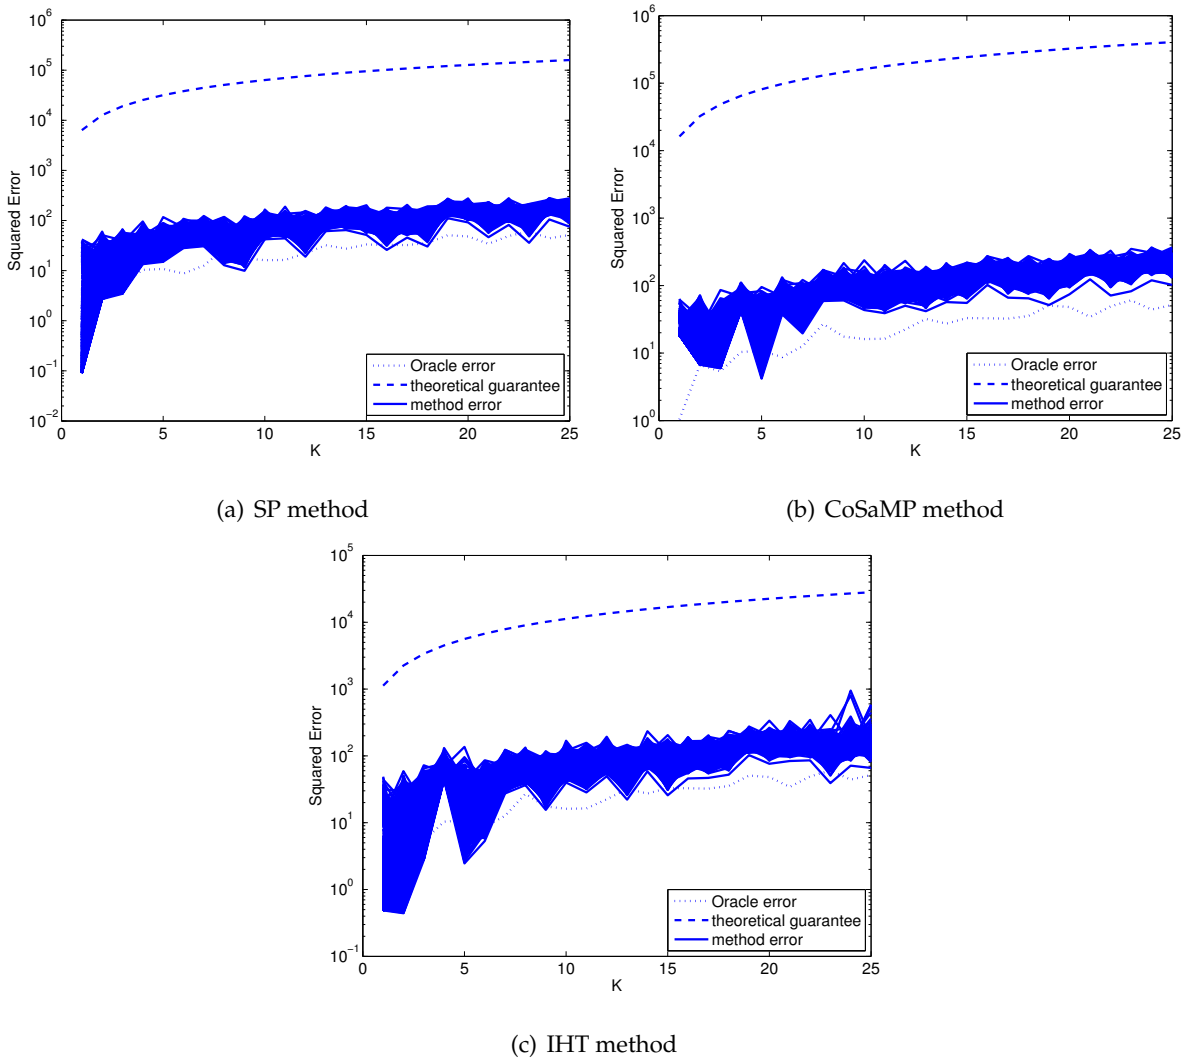 10^6
10^5
10^4
10^3
10^2
10^1
10^0
10^−1
10^−2
Squared Error
0 5 10 15 20 25
K
Oracle error
theoretical guarantee
method error
(a) SP method
10^6
10^5
10^4
10^3
10^2
10^1
10^0
Squared Error
0 5 10 15 20 25
K
Oracle error
theoretical guarantee
method error
(b) CoSaMP method
10^5
10^4
10^3
10^2
10^1
10^0
10^−1
Squared Error
0 5 10 15 20 25
K
Oracle error
theoretical guarantee
method error
(c) IHT method